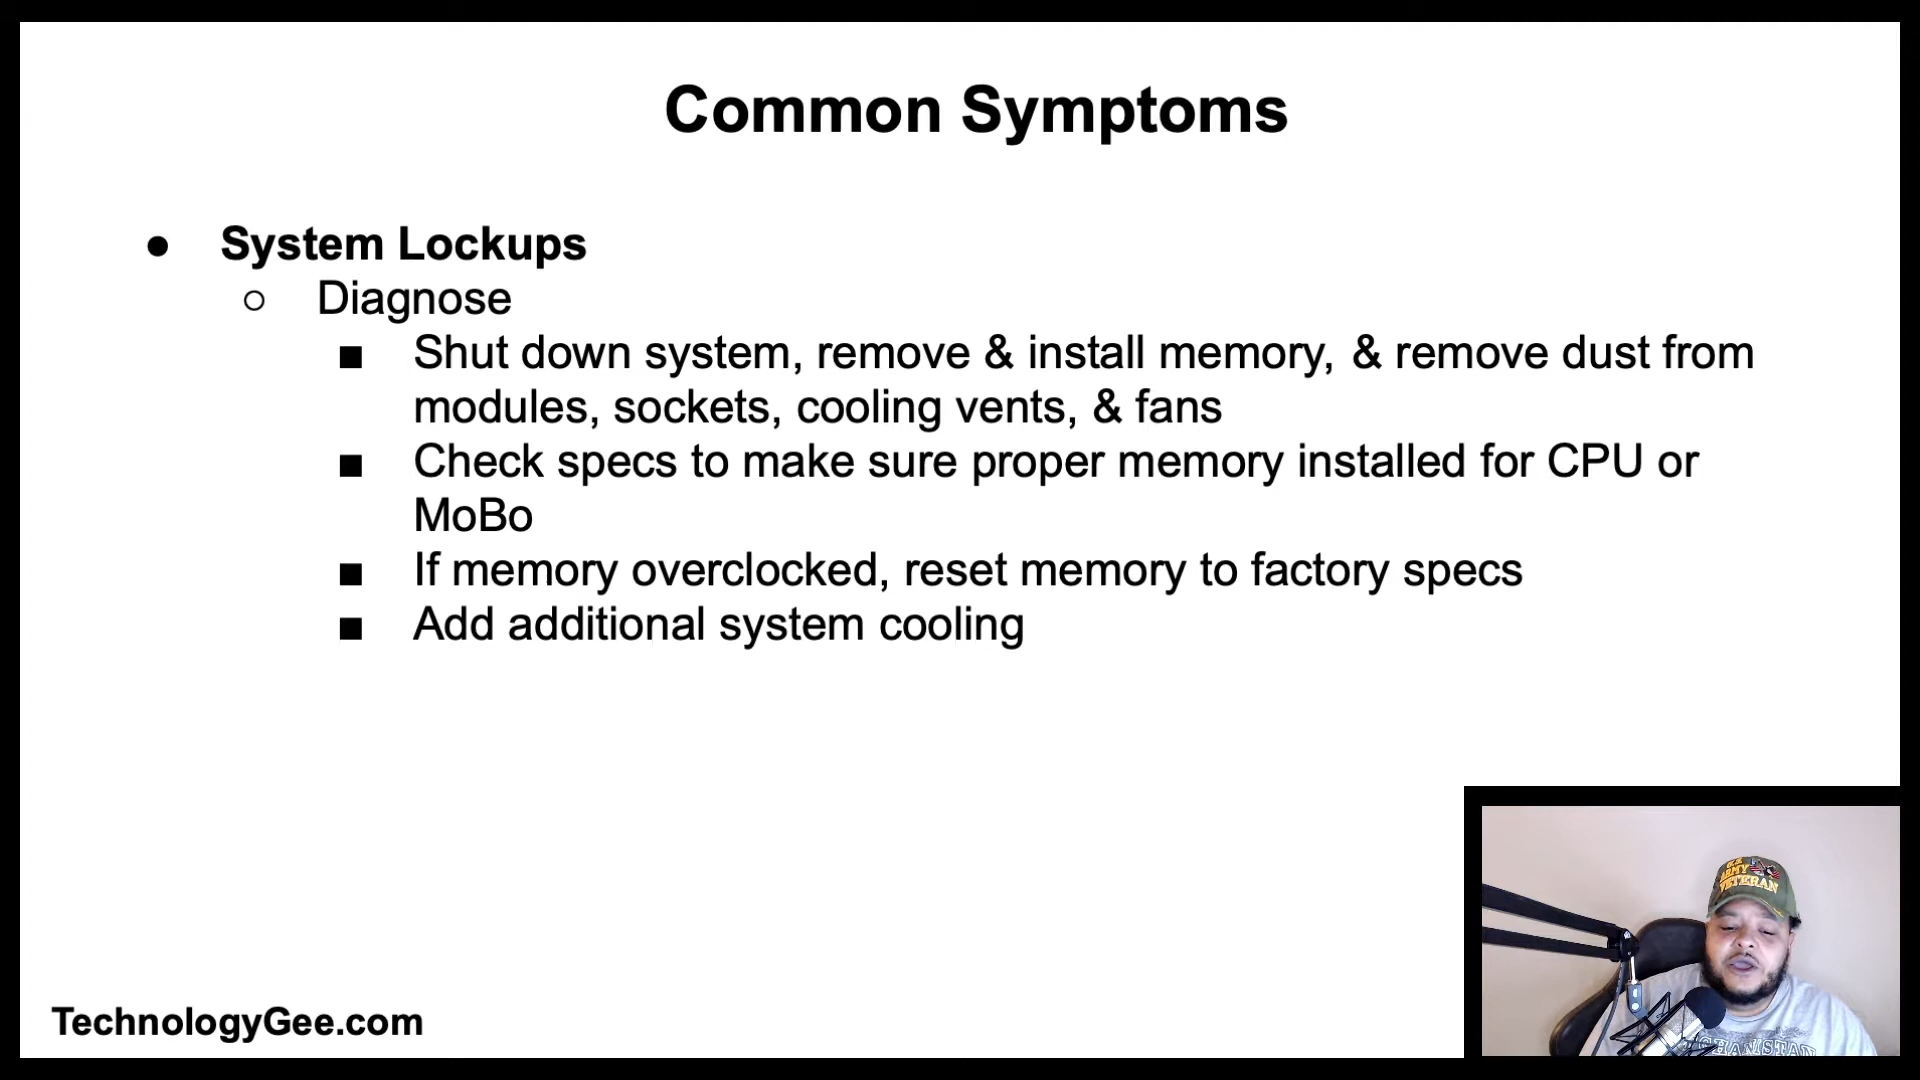 Common Symptoms
● System Lockups
○ Diagnose
■ Shut down system, remove & install memory, & remove dust from
modules, sockets, cooling vents, & fans
■ Check specs to make sure proper memory installed for CPU or
MoBo
■ If memory overclocked, reset memory to factory specs
■ Add additional system cooling
U.S.
ARMY
VETERAN
TechnologyGee.com